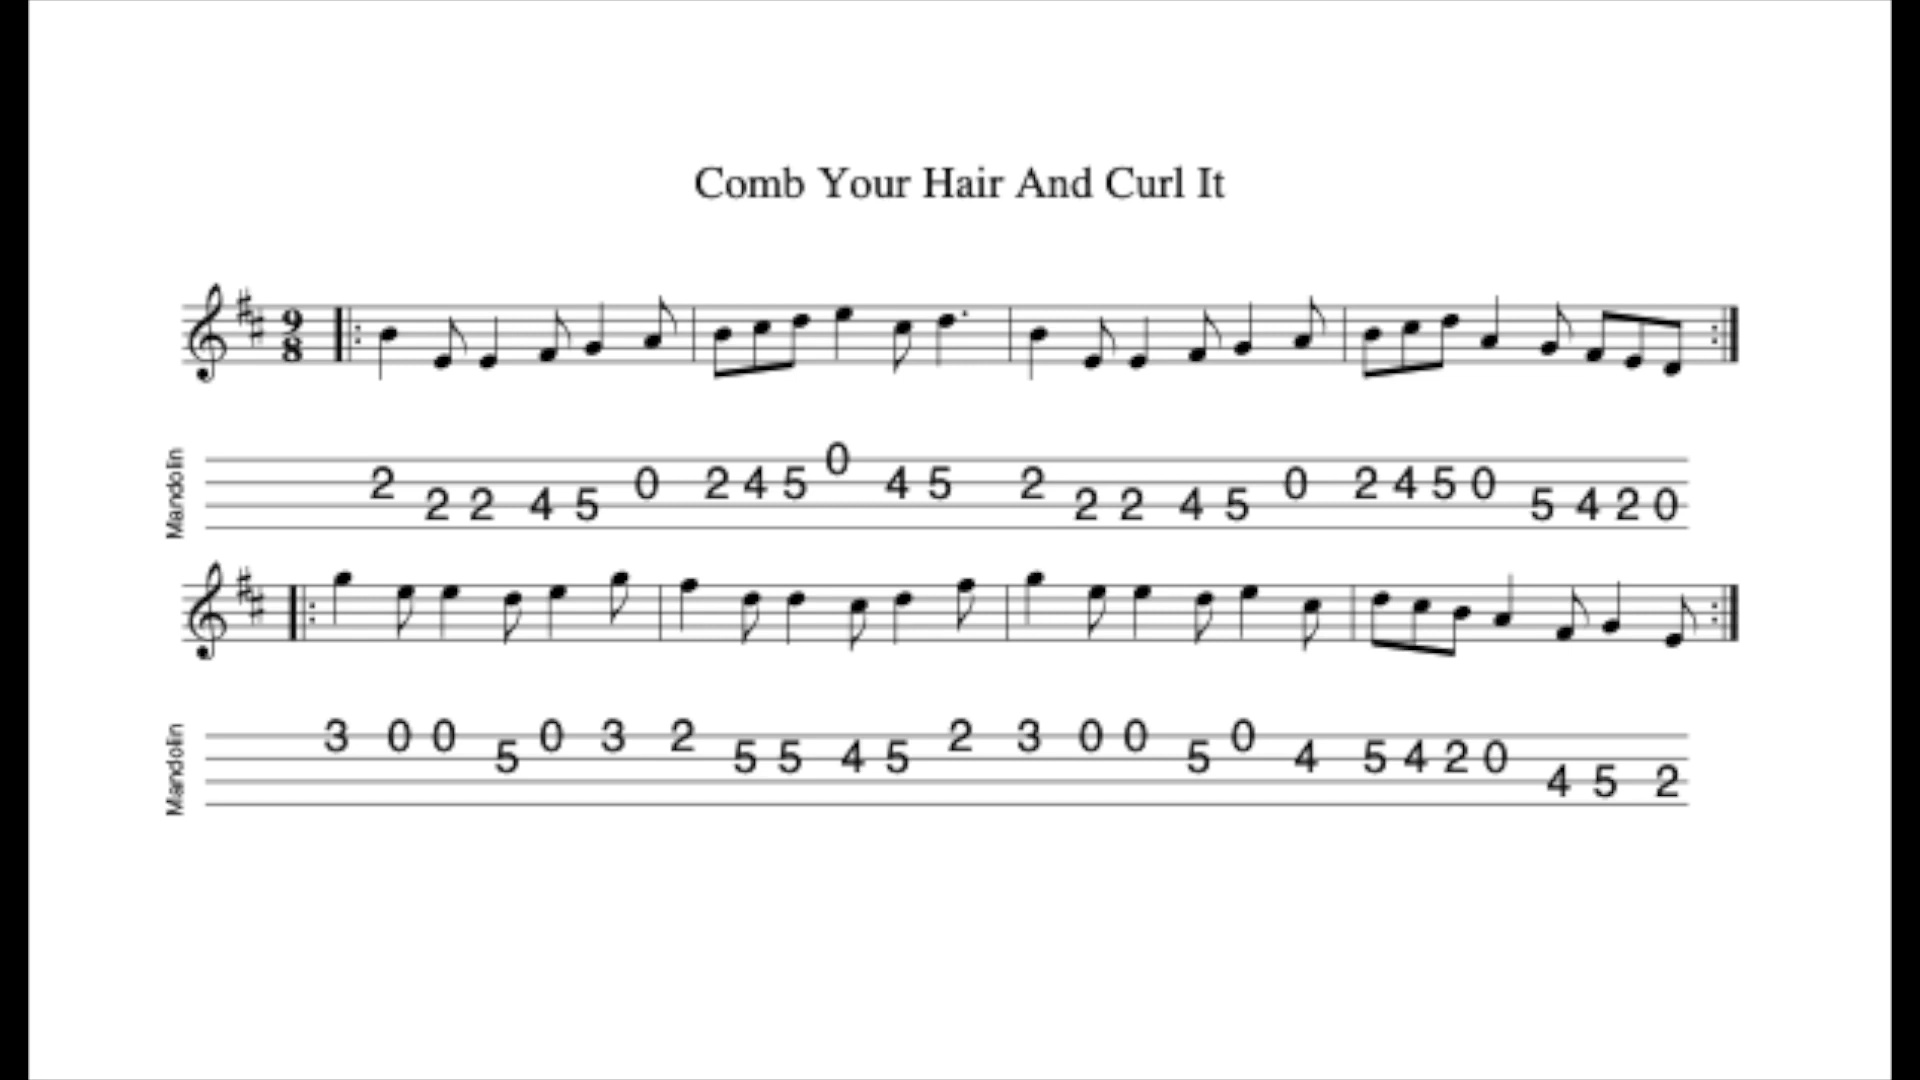 Comb Your Hair And Curl It
9
8
Mandolin
2 2 2 4 5 0 2 4 5 0 4 5 2 2 2 4 5 0 2 4 5 0 5 4 2 0
Mandolin
3 0 0 5 0 3 2 5 5 4 5 2 3 0 0 5 0 4 5 4 2 0 4 5 2